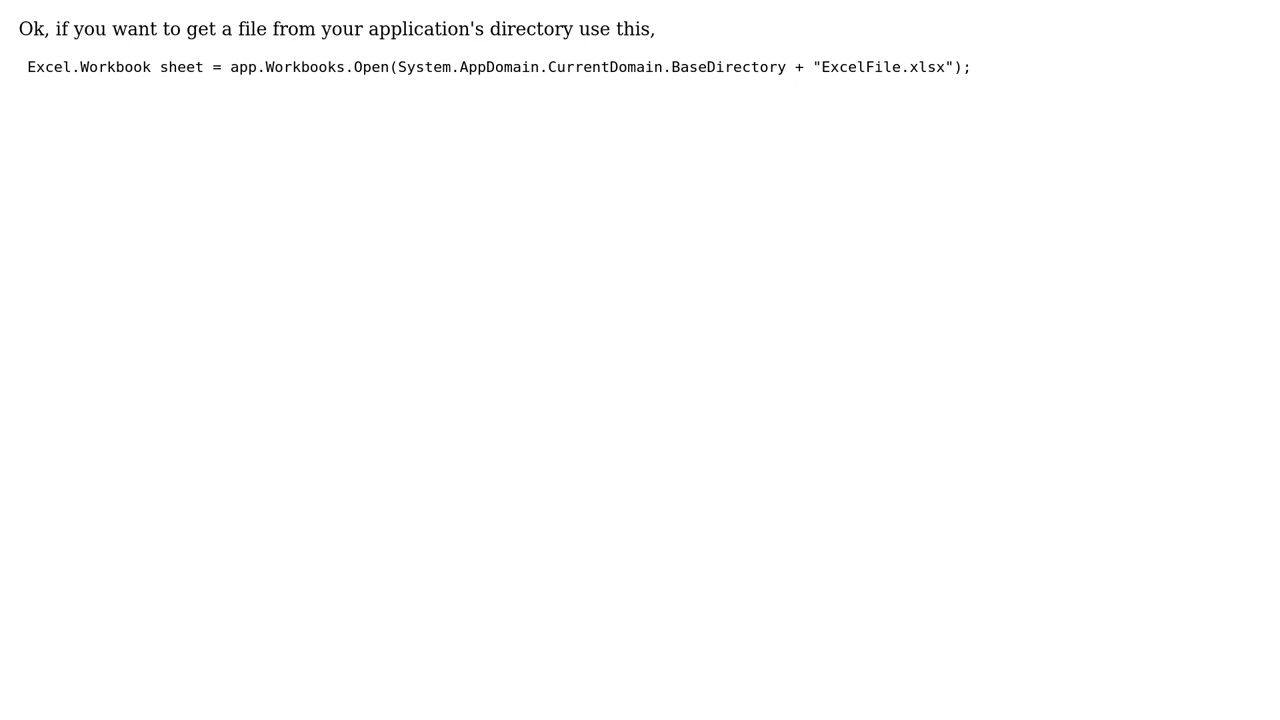 Ok, if you want to get a file from your application's directory use this,
Excel.Workbook sheet = app.Workbooks.Open(System.AppDomain.CurrentDomain.BaseDirectory + "ExcelFile.xlsx");